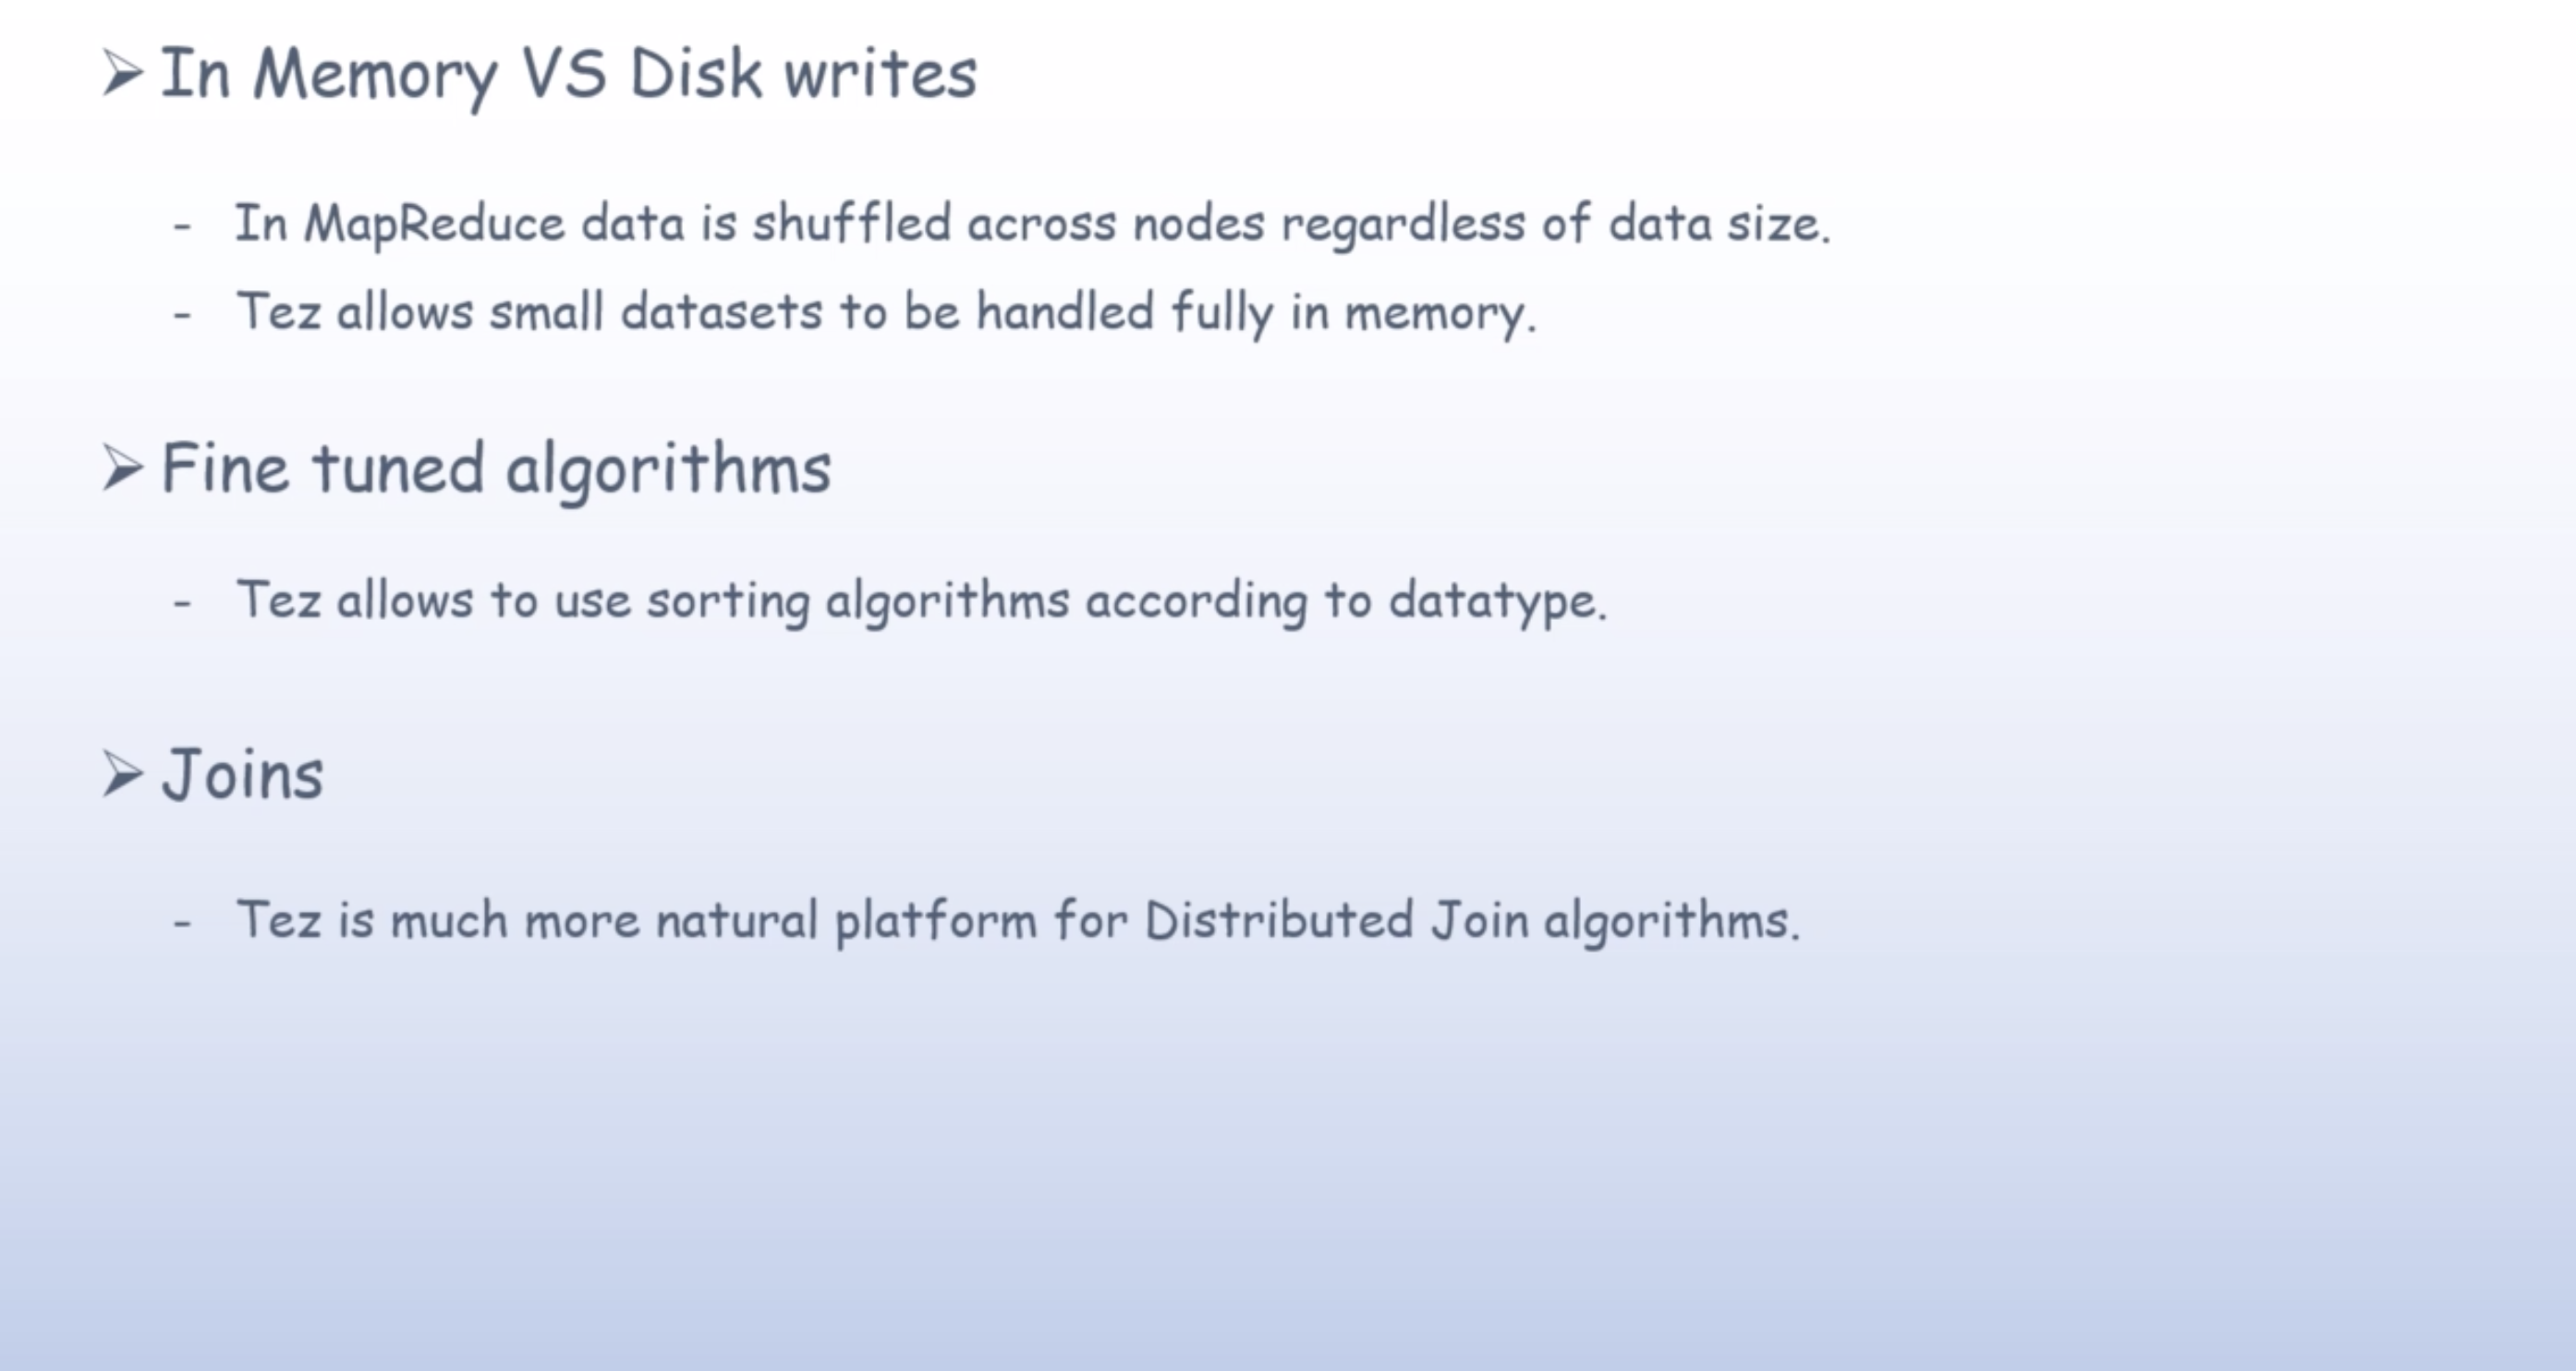 ➢ In Memory VS Disk writes
- In MapReduce data is shuffled across nodes regardless of data size.
- Tez allows small datasets to be handled fully in memory.
➢ Fine tuned algorithms
- Tez allows to use sorting algorithms according to datatype.
➢ Joins
- Tez is much more natural platform for Distributed Join algorithms.